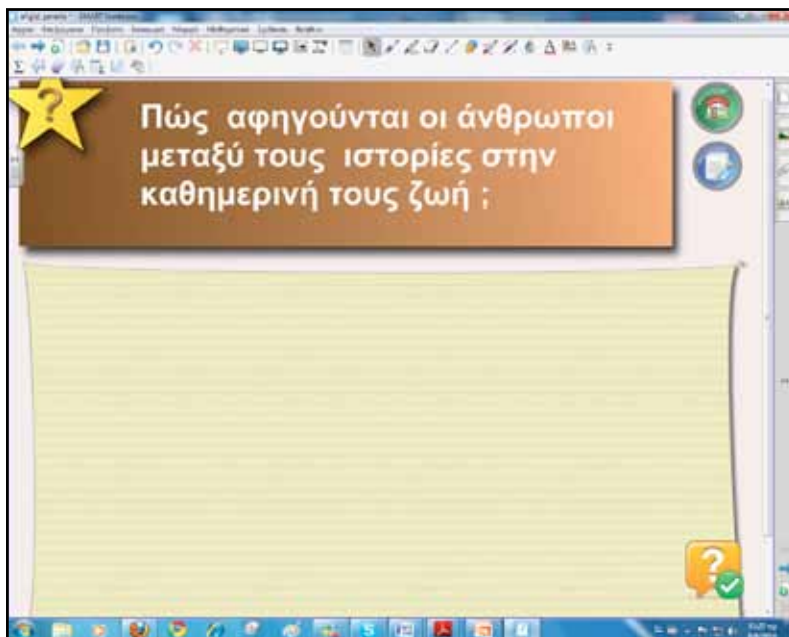 Πώς αφηγούνται οι άνθρωποι
μεταξύ τους ιστορίες στην
καθημερινή τους ζωή ;